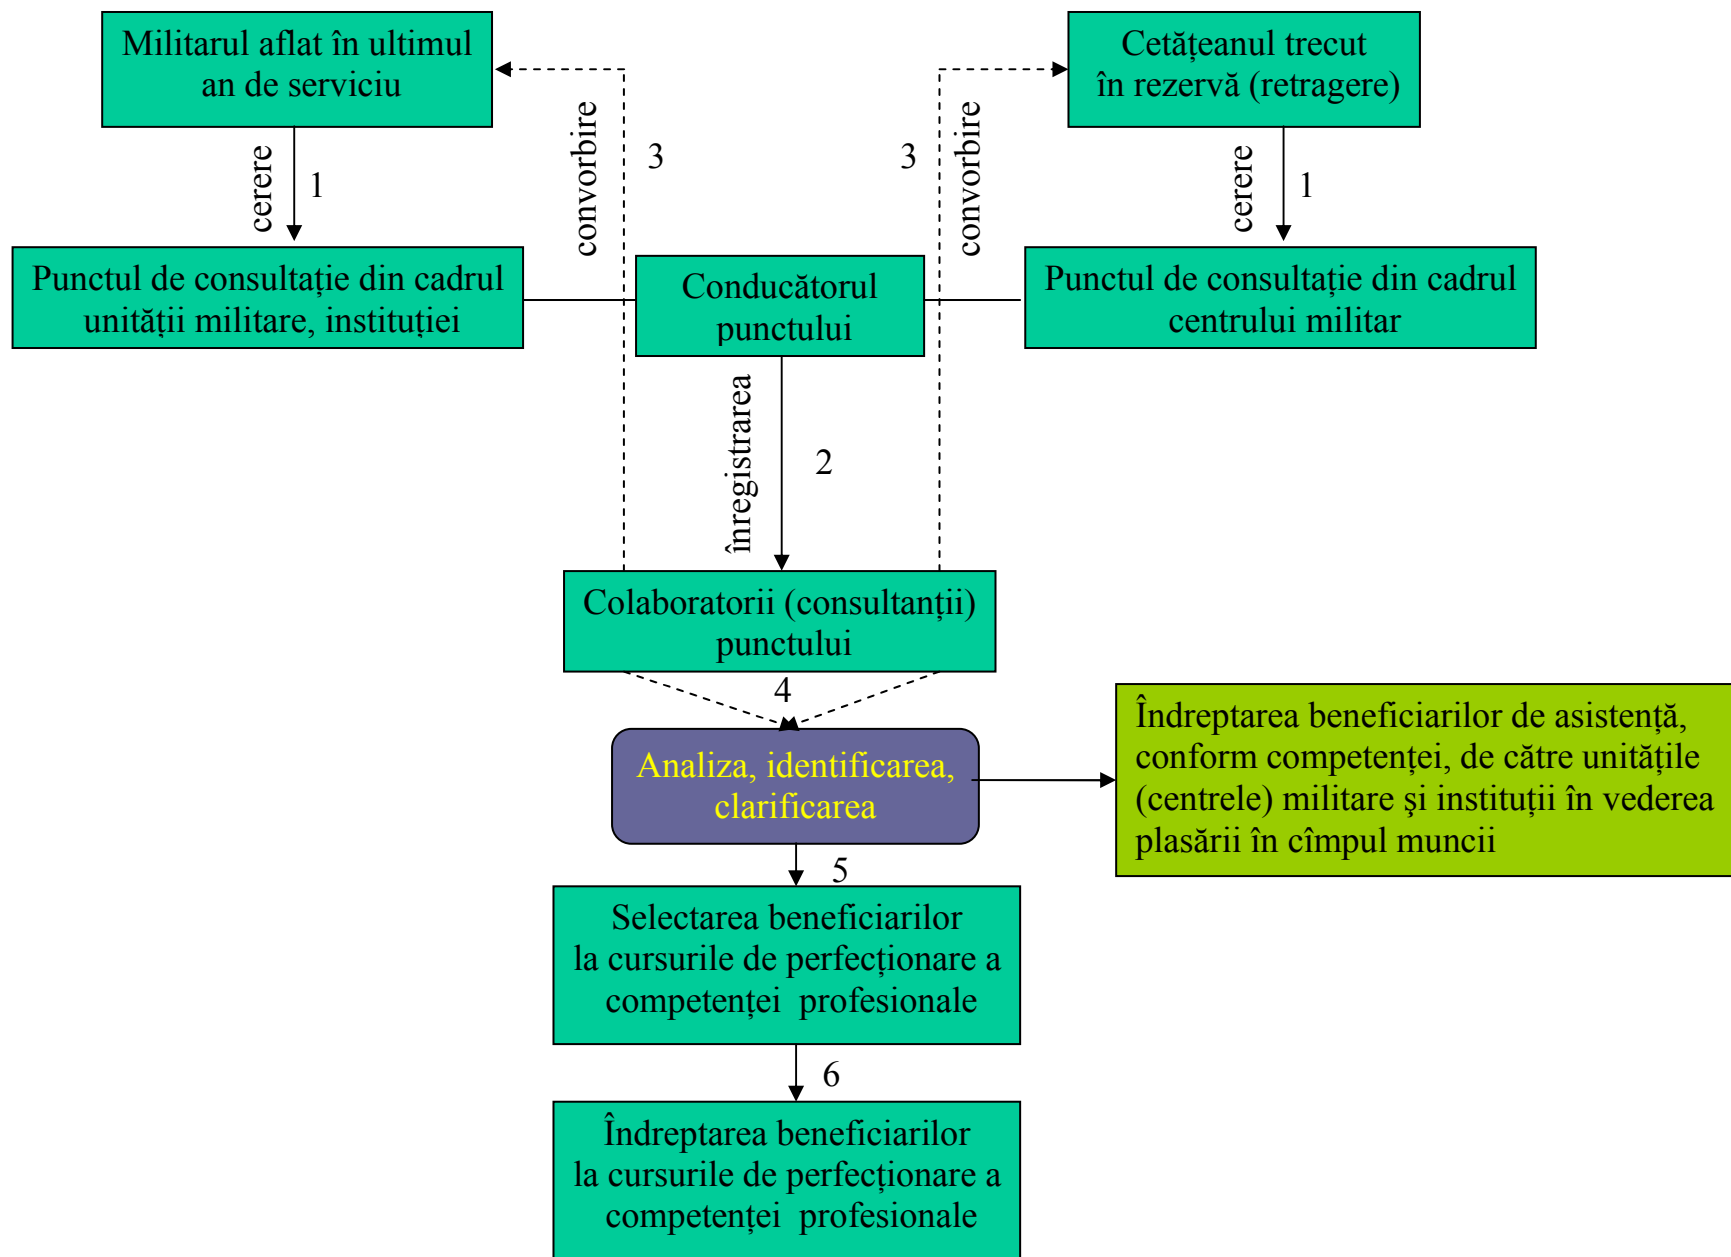 Militarul aflat în ultimul
an de serviciu
Cetățeanul trecut
în rezervă (retragere)
cerere
1
convorbire
3
3
convorbire
cerere
1
Punctul de consultație din cadrul
unității militare, instituției
Conducătorul
punctului
Punctul de consultație din cadrul
centrului militar
înregistrarea
2
Colaboratorii (consultanții)
punctului
4
Analiza, identificarea,
clarificarea
Îndreptarea beneficiarilor de asistență,
conform competenței, de către unitățile
(centrele) militare şi instituții în vederea
plasării în cîmpul muncii
5
Selectarea beneficiarilor
la cursurile de perfecționare a
competenței profesionale
6
Îndreptarea beneficiarilor
la cursurile de perfecționare a
competenței profesionale